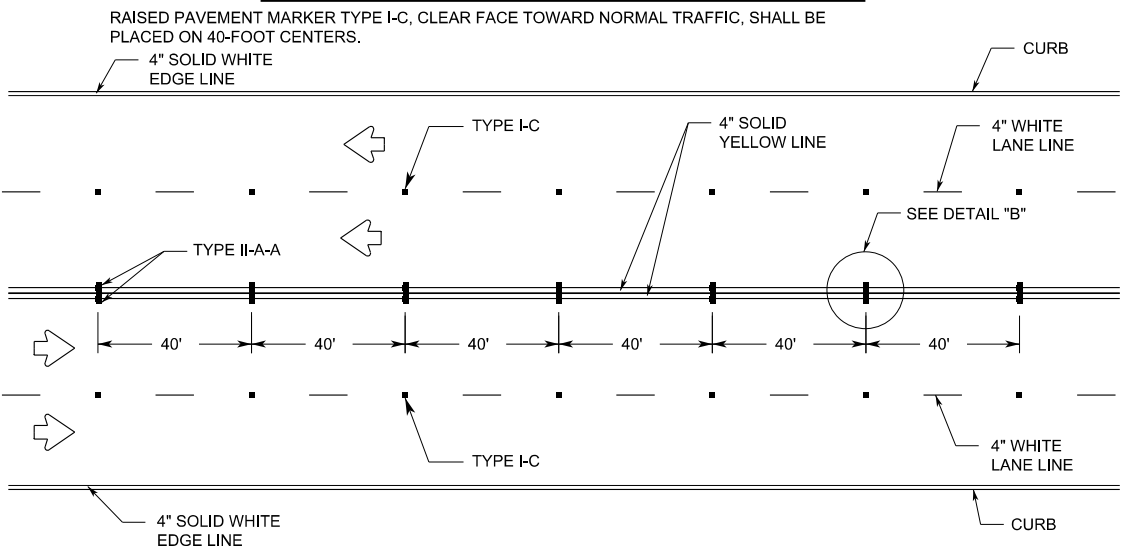 RAISED PAVEMENT MARKER TYPE I-C, CLEAR FACE TOWARD NORMAL TRAFFIC, SHALL BE
PLACED ON 40-FOOT CENTERS.
4" SOLID WHITE
EDGE LINE
CURB
TYPE I-C
4" SOLID
YELLOW LINE
4" WHITE
LANE LINE
SEE DETAIL "B"
TYPE II-A-A
40'
40'
40'
40'
40'
40'
TYPE I-C
4" WHITE
LANE LINE
4" SOLID WHITE
EDGE LINE
CURB